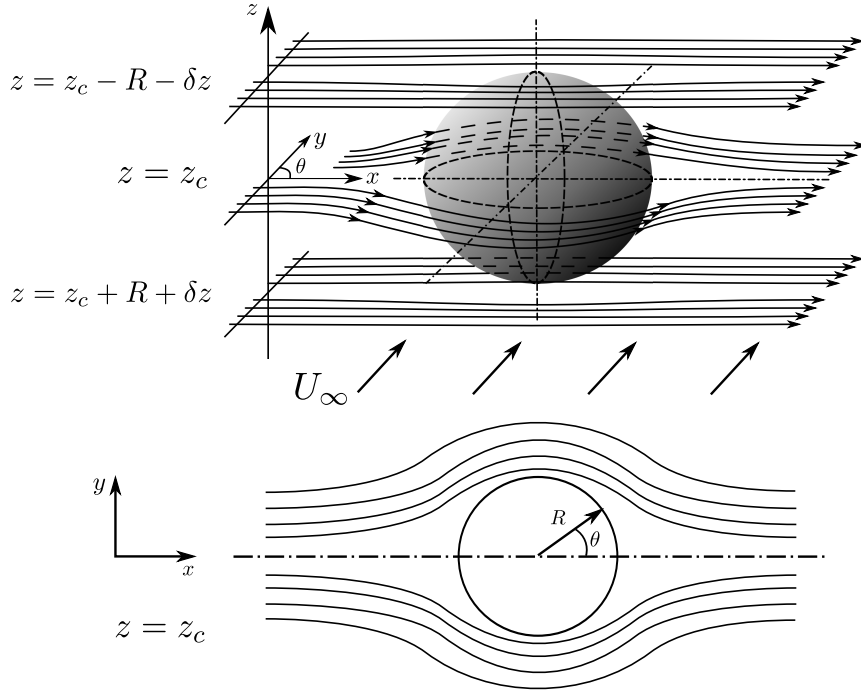 z
z = z_c − R − δz
y
θ
z = z_c
x
z = z_c + R + δz
U_∞
y
R
θ
x
z = z_c